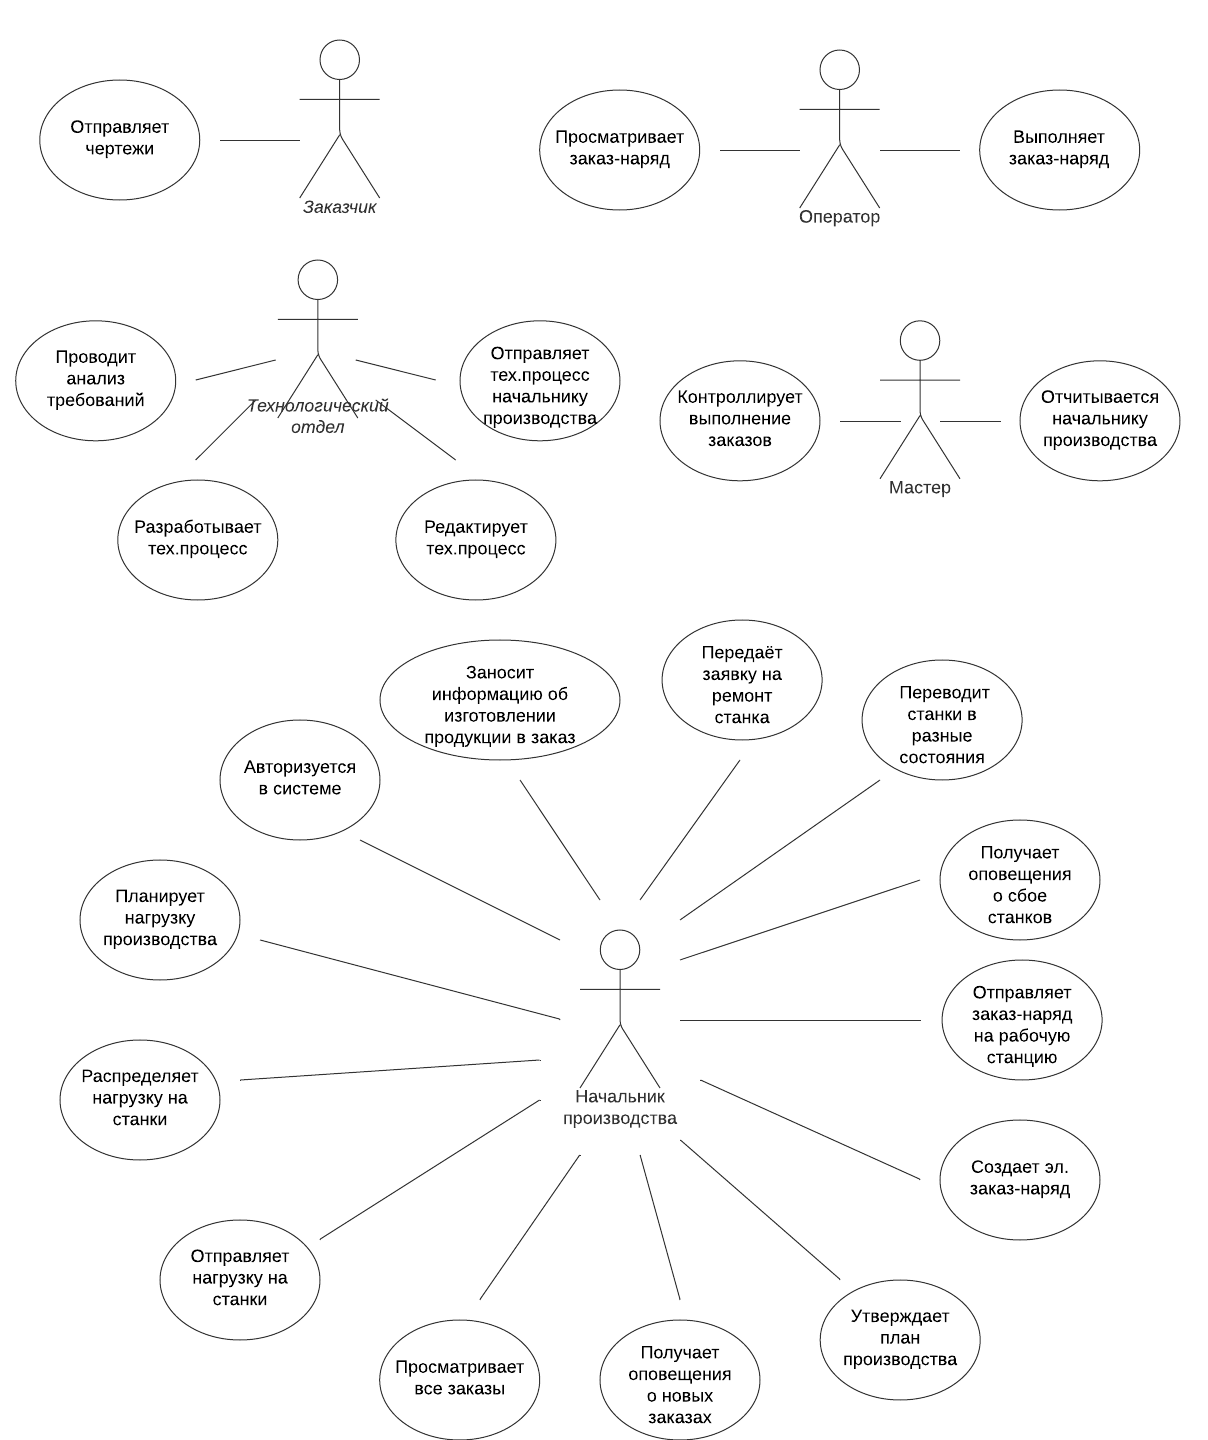 Отправляет
чертежи
Заказчик
Просматривает
заказ-наряд
Оператор
Выполняет
заказ-наряд
Проводит
анализ
требований
Технологический
отдел
Отправляет
тех.процесс
начальнику
производства
Разработывает
тех.процесс
Редактирует
тех.процесс
Контроллирует
выполнение
заказов
Мастер
Отчитывается
начальнику
производства
Заносит
информацию об
изготовлении
продукции в заказ
Передаёт
заявку на
ремонт
станка
Переводит
станки в
разные
состояния
Авторизуется
в системе
Планирует
нагрузку
производства
Получает
оповещения
о сбое
станков
Отправляет
заказ-наряд
на рабочую
станцию
Распределяет
нагрузку на
станки
Начальник
производства
Создает эл.
заказ-наряд
Отправляет
нагрузку на
станки
Просматривает
все заказы
Получает
оповещения
о новых
заказах
Утверждает
план
производства